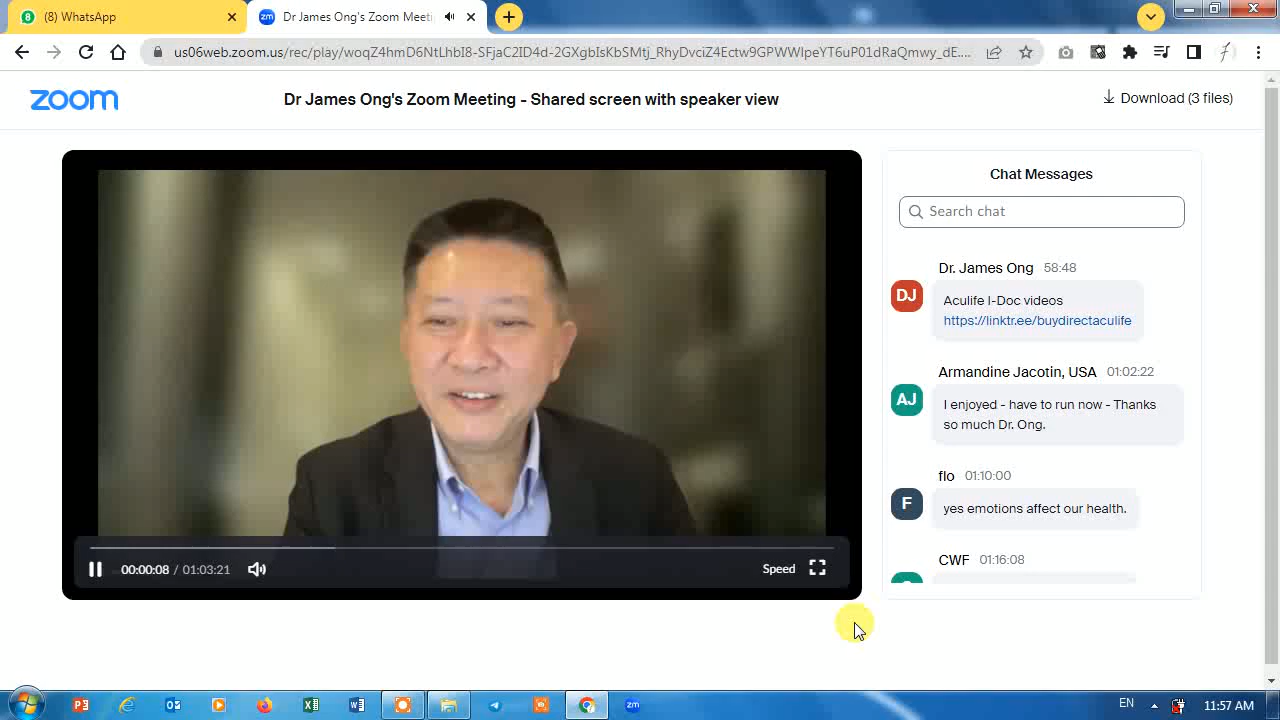 (8) WhatsApp
Dr James Ong's Zoom Meeti
us06web.zoom.us/rec/play/woqZ4hmD6NtLhbI8-SFjaC2ID4d-2GXgbIsKbSMtj_RhyDvciZ4Ectw9GPWWlpeYT6uP01dRaQmwy_dE...
zoom
Dr James Ong's Zoom Meeting - Shared screen with speaker view
Download (3 files)
Chat Messages
Search chat
Dr. James Ong 58:48
DJ
Aculife I-Doc videos
https://linktr.ee/buydirectaculife
Armandine Jacotin, USA 01:02:22
AJ
I enjoyed - have to run now - Thanks
so much Dr. Ong.
flo 01:10:00
F
yes emotions affect our health.
CWF 01:16:08
00:00:08 / 01:03:21
Speed
EN
11:57 AM